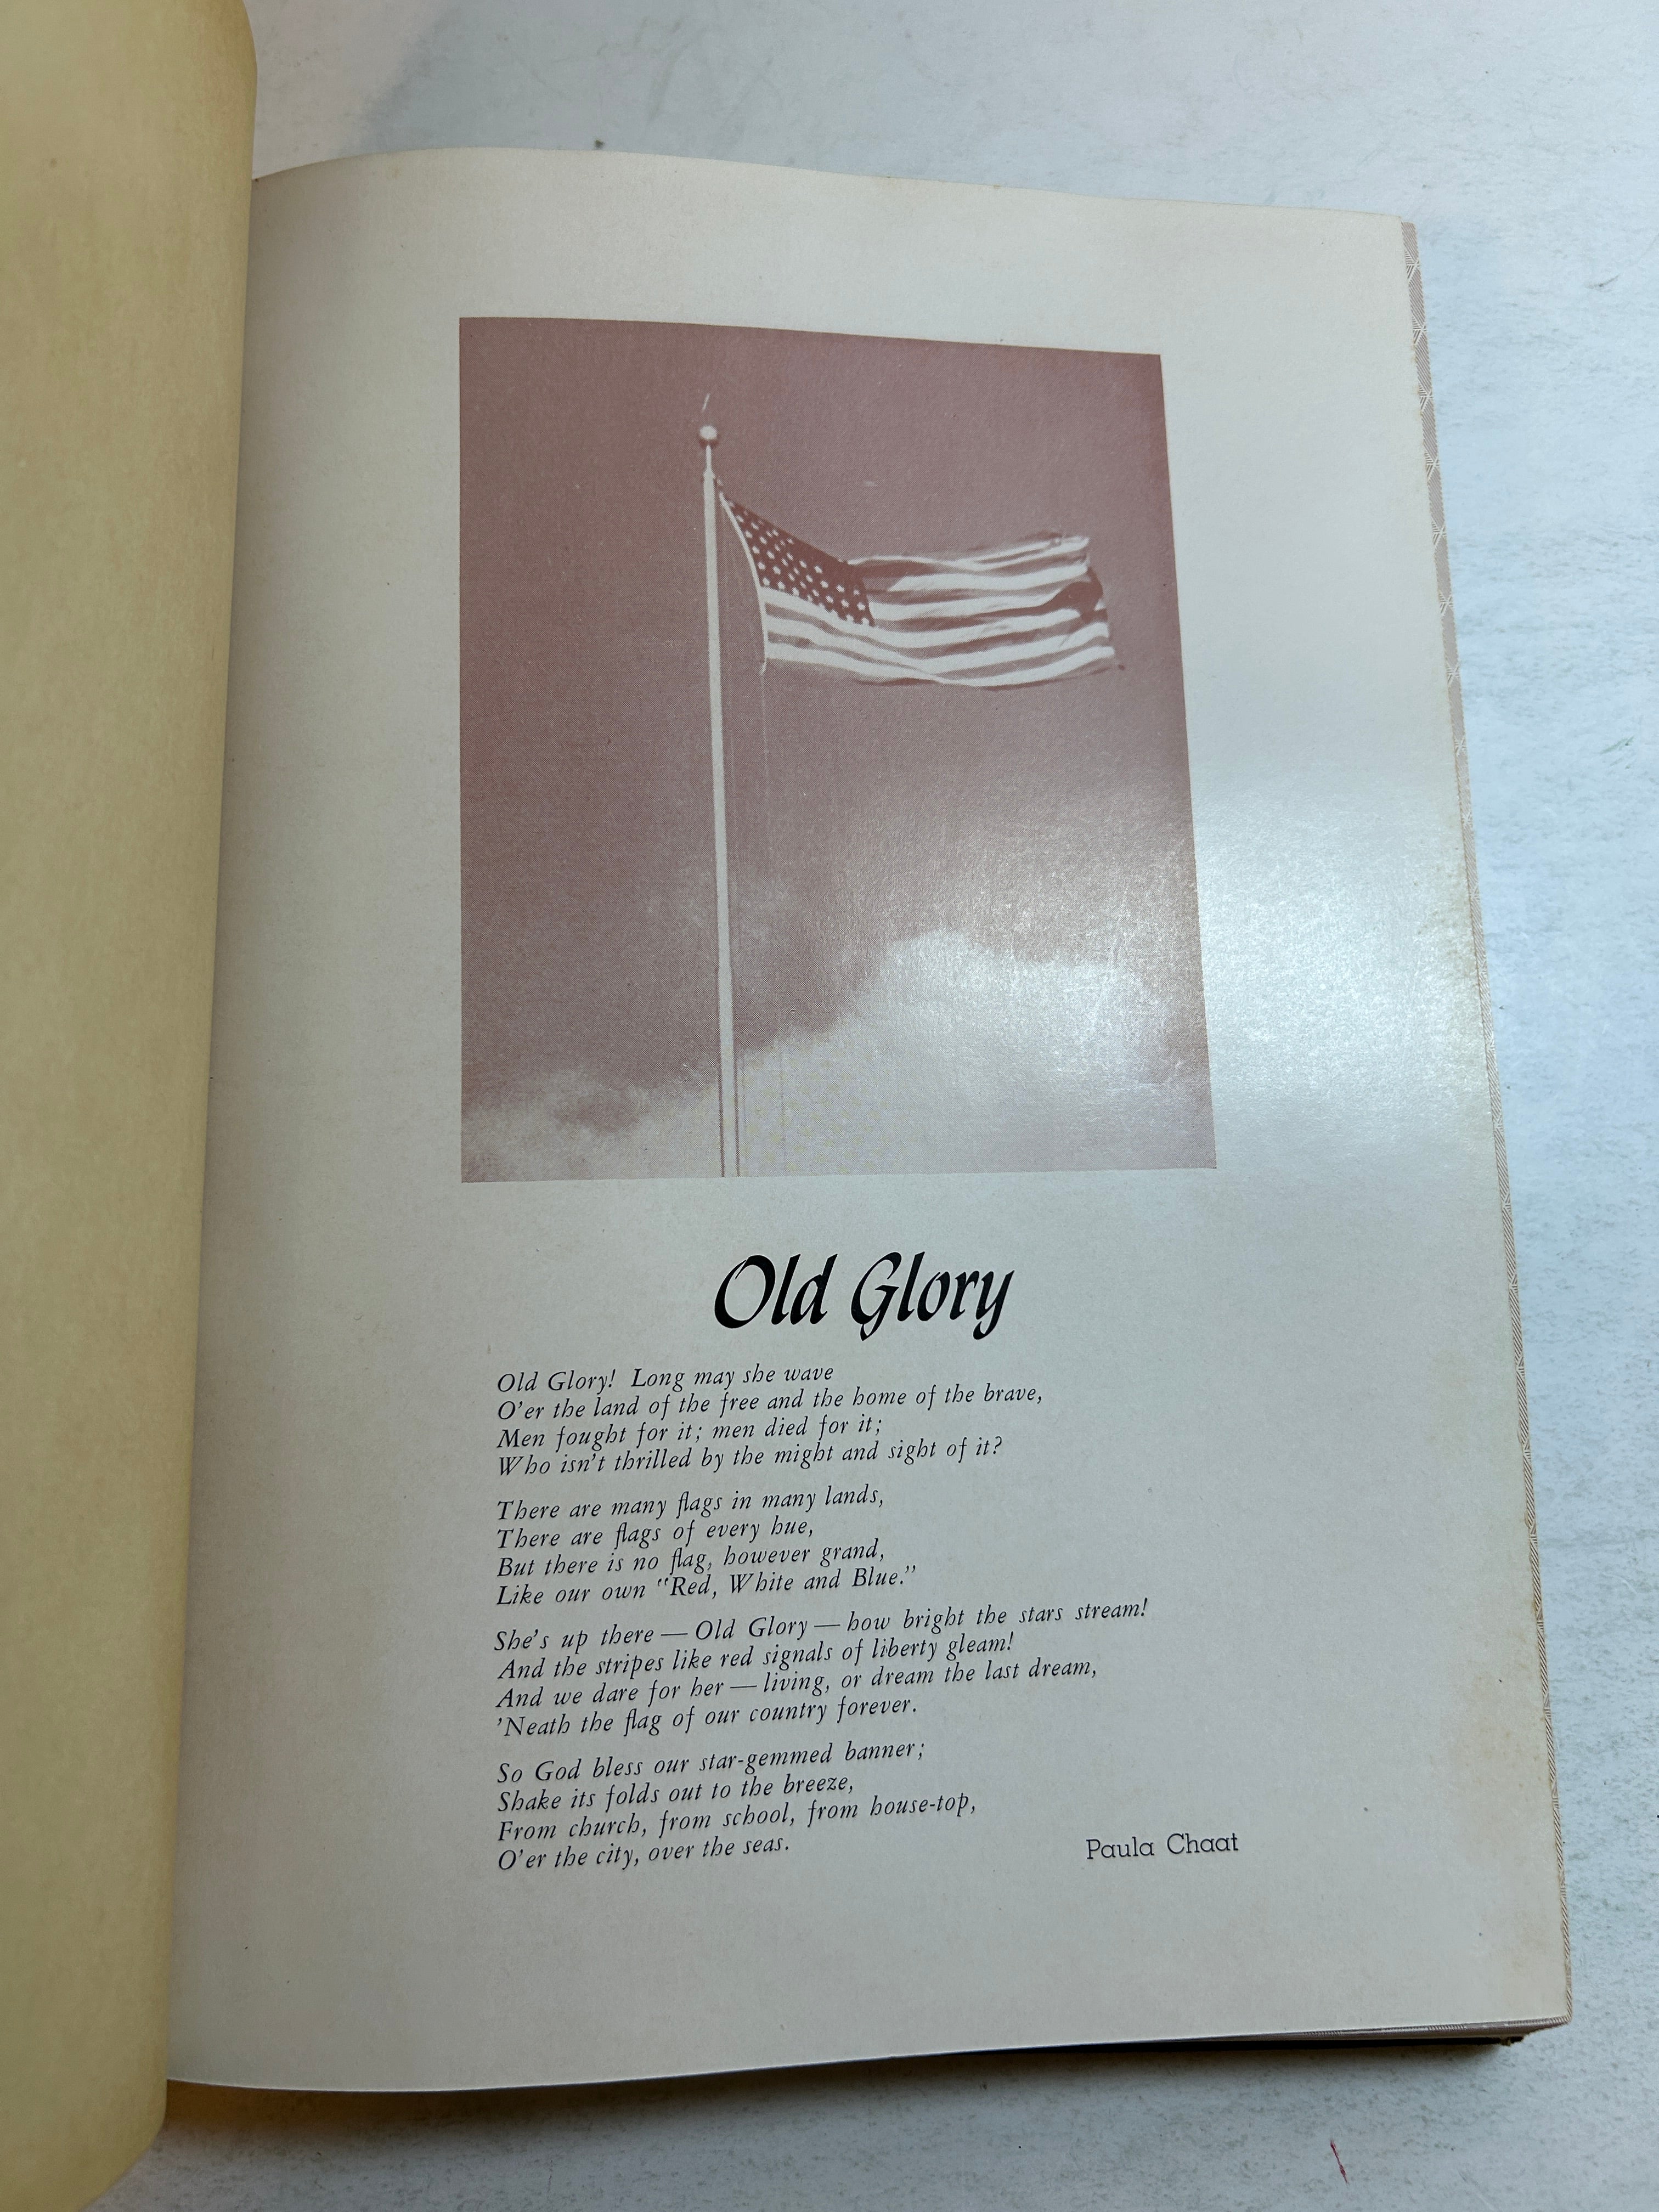 Old Glory
Old Glory! Long may she wave
O'er the land of the free and the home of the brave,
Men fought for it; men died for it;
Who isn't thrilled by the might and sight of it?
There are many flags in many lands,
There are flags of every hue,
But there is no flag, however grand,
Like our own "Red, White and Blue."
She's up there — Old Glory — how bright the stars stream!
And the stripes like red signals of liberty gleam!
And we dare for her — living, or dream the last dream,
'Neath the flag of our country forever.
So God bless our star-gemmed banner;
Shake its folds out to the breeze,
From church, from school, from house-top,
O'er the city, over the seas.
Paula Chaat